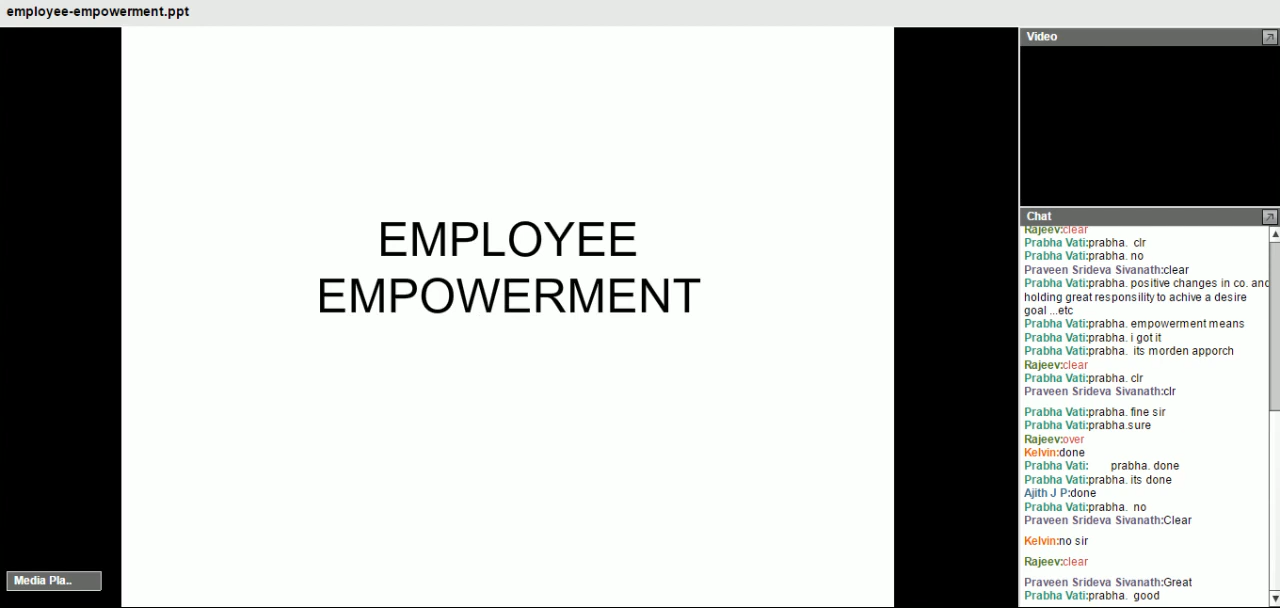 employee-empowerment.ppt
EMPLOYEE
EMPOWERMENT
Media Pla..
Video
Chat
Rajeev:clear
Prabha Vati:prabha.  clr
Prabha Vati:prabha. no
Praveen Srideva Sivanath:clear
Prabha Vati:prabha. positive changes in co. and
holding great responsility to achive a desire
goal ...etc
Prabha Vati:prabha. empowerment means
Prabha Vati:prabha. i got it
Prabha Vati:prabha.  its morden apporch
Rajeev:clear
Prabha Vati:prabha. clr
Praveen Srideva Sivanath:clr
Prabha Vati:prabha. fine sir
Prabha Vati:prabha.sure
Rajeev:over
Kelvin:done
Prabha Vati:       prabha. done
Prabha Vati:prabha. its done
Ajith J P:done
Prabha Vati:prabha.  no
Praveen Srideva Sivanath:Clear
Kelvin:no sir
Rajeev:clear
Praveen Srideva Sivanath:Great
Prabha Vati:prabha.  good